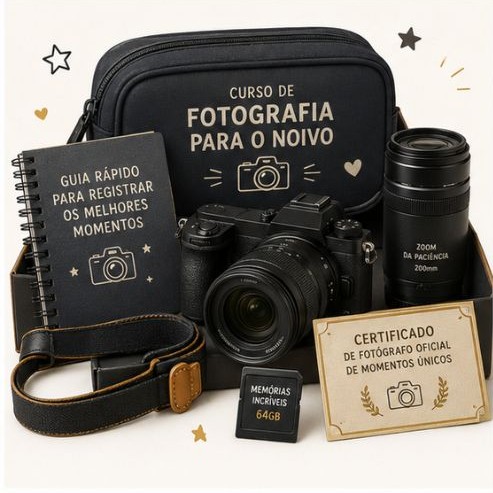 CURSO DE
FOTOGRAFIA
PARA O NOIVO
GUIA RÁPIDO
PARA REGISTRAR
OS MELHORES
MOMENTOS
ZOOM
DA PACIÊNCIA
200mm
CERTIFICADO
DE FOTÓGRAFO OFICIAL
DE MOMENTOS ÚNICOS
MEMÓRIAS
INCRÍVEIS
64GB